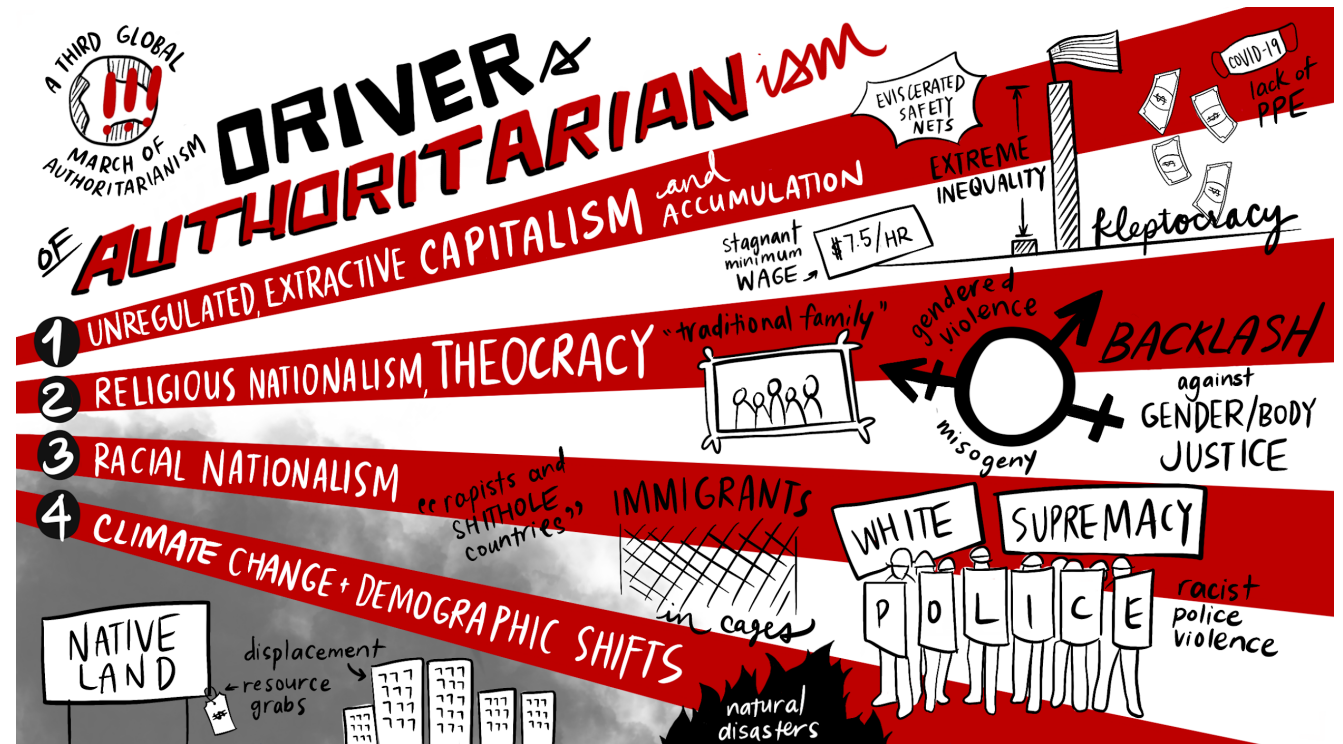 A THIRD GLOBAL
!!!
MARCH OF
AUTHORITARIANISM
DRIVERS
OF AUTHORITARIANism
1 UNREGULATED, EXTRACTIVE CAPITALISM and
ACCUMULATION
EVISCERATED
SAFETY
NETS
EXTREME
INEQUALITY
stagnant
minimum
WAGE
$7.5/HR
COVID-19
lack of
PPE
$
$
$
$
kleptocracy
2 RELIGIOUS NATIONALISM, THEOCRACY
"traditional family"
gendered
violence
misogeny
BACKLASH
against
GENDER/BODY
JUSTICE
3 RACIAL NATIONALISM
"rapists and
SHITHOLE
countries"
IMMIGRANTS
in cages
WHITE
SUPREMACY
POLICE
racist
police
violence
4 CLIMATE CHANGE + DEMOGRAPHIC SHIFTS
NATIVE
LAND
displacement
resource
grabs
natural
disasters